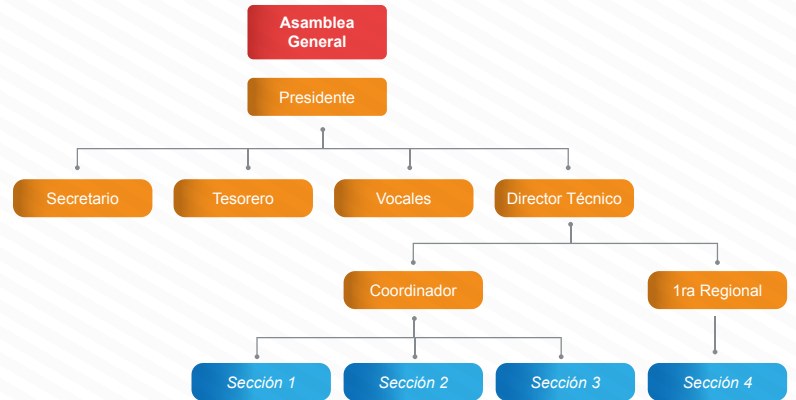 Asamblea
General
Presidente
Secretario
Tesorero
Vocales
Director Técnico
Coordinador
1ra Regional
Sección 1
Sección 2
Sección 3
Sección 4